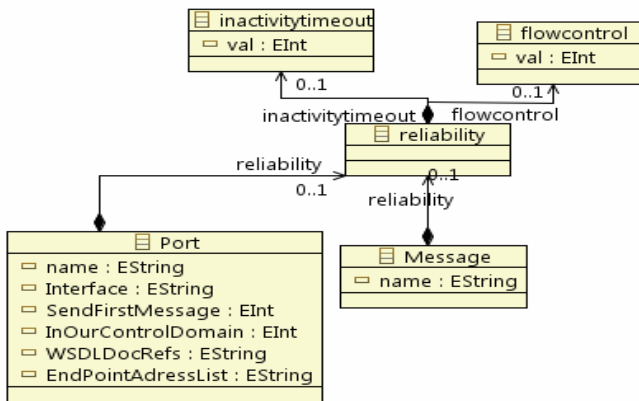 inactivitytimeout
val : EInt
flowcontrol
val : EInt
0..1
0..1
inactivitytimeout
flowcontrol
reliability
reliability
0..1
0..1
reliability
Port
name : EString
Interface : EString
SendFirstMessage : EInt
InOurControlDomain : EInt
WSDLDocRefs : EString
EndPointAdressList : EString
Message
name : EString